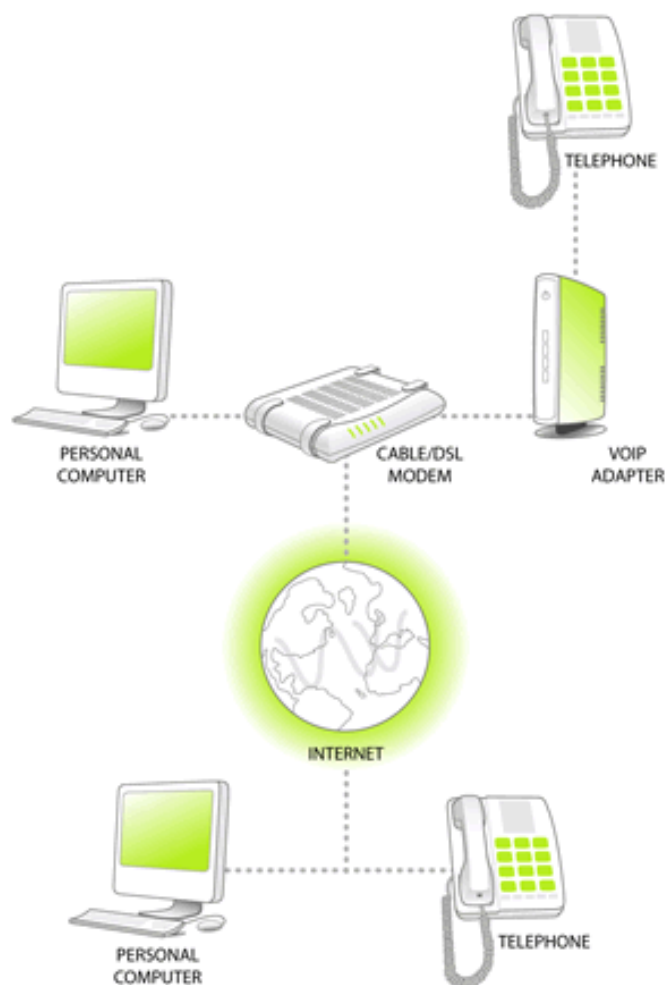 TELEPHONE
PERSONAL
COMPUTER
CABLE/DSL
MODEM
VOIP
ADAPTER
INTERNET
PERSONAL
COMPUTER
TELEPHONE